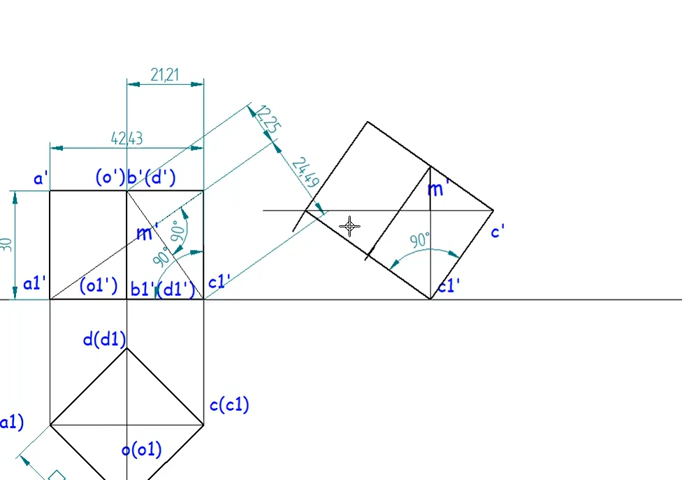 21,21
12,25
42,43
24,49
a' (o')b'(d')
m'
m'
90°
90°
90°
30
c'
a1' (o1') b1'(d1') c1'
c1'
d(d1)
c(c1)
a1)
o(o1)